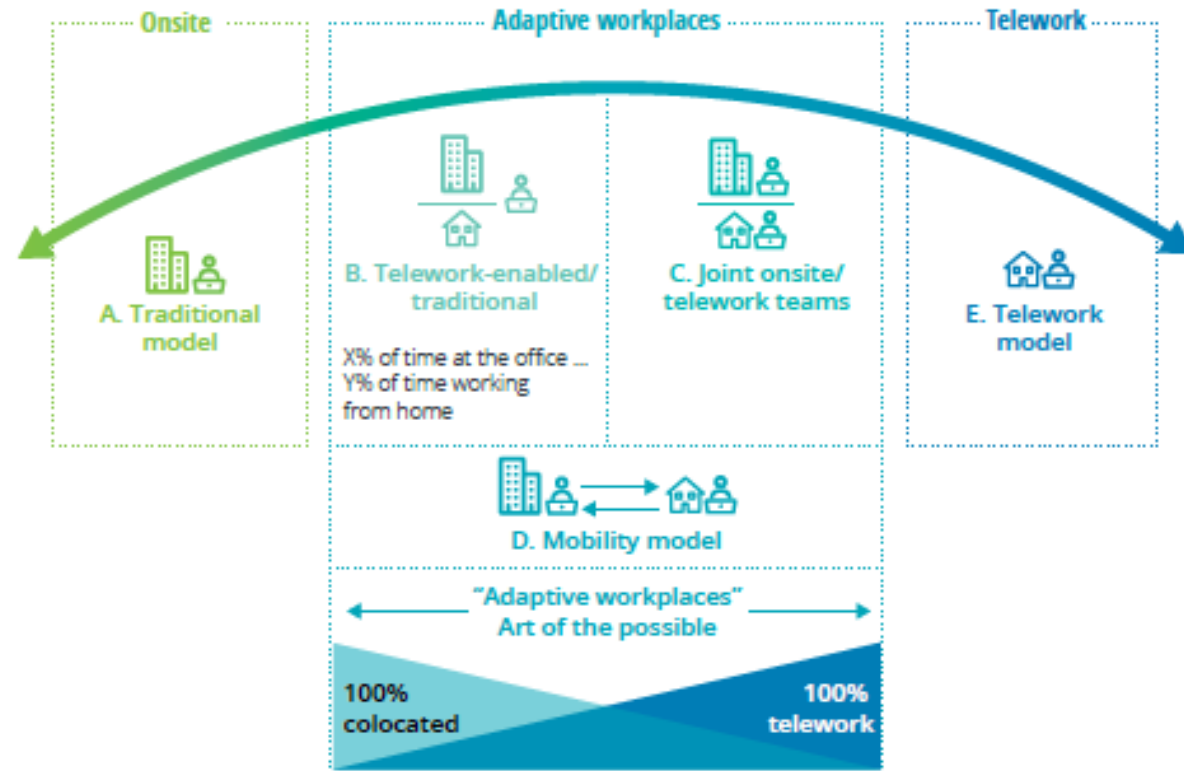 Onsite
Adaptive workplaces
Telework
A. Traditional
model
B. Telework-enabled/
traditional
X% of time at the office ...
Y% of time working
from home
C. Joint onsite/
telework teams
E. Telework
model
D. Mobility model
“Adaptive workplaces”
Art of the possible
100%
colocated
100%
telework